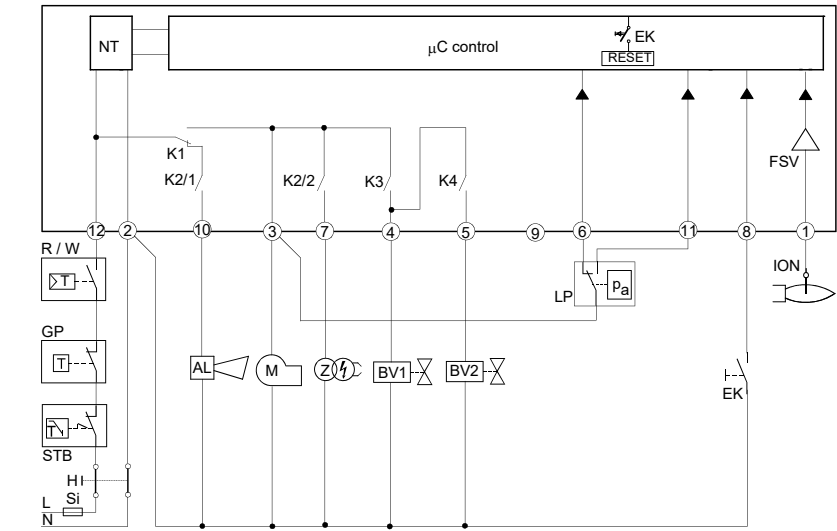 NT
μC control
EK
RESET
FSV
K1
K2/1
K2/2
K3
K4
12
2
10
3
7
4
5
9
6
11
8
1
R / W
T
LP
pa
ION
GP
T
AL
M
Z
BV1
BV2
EK
T
STB
H
Si
L
N